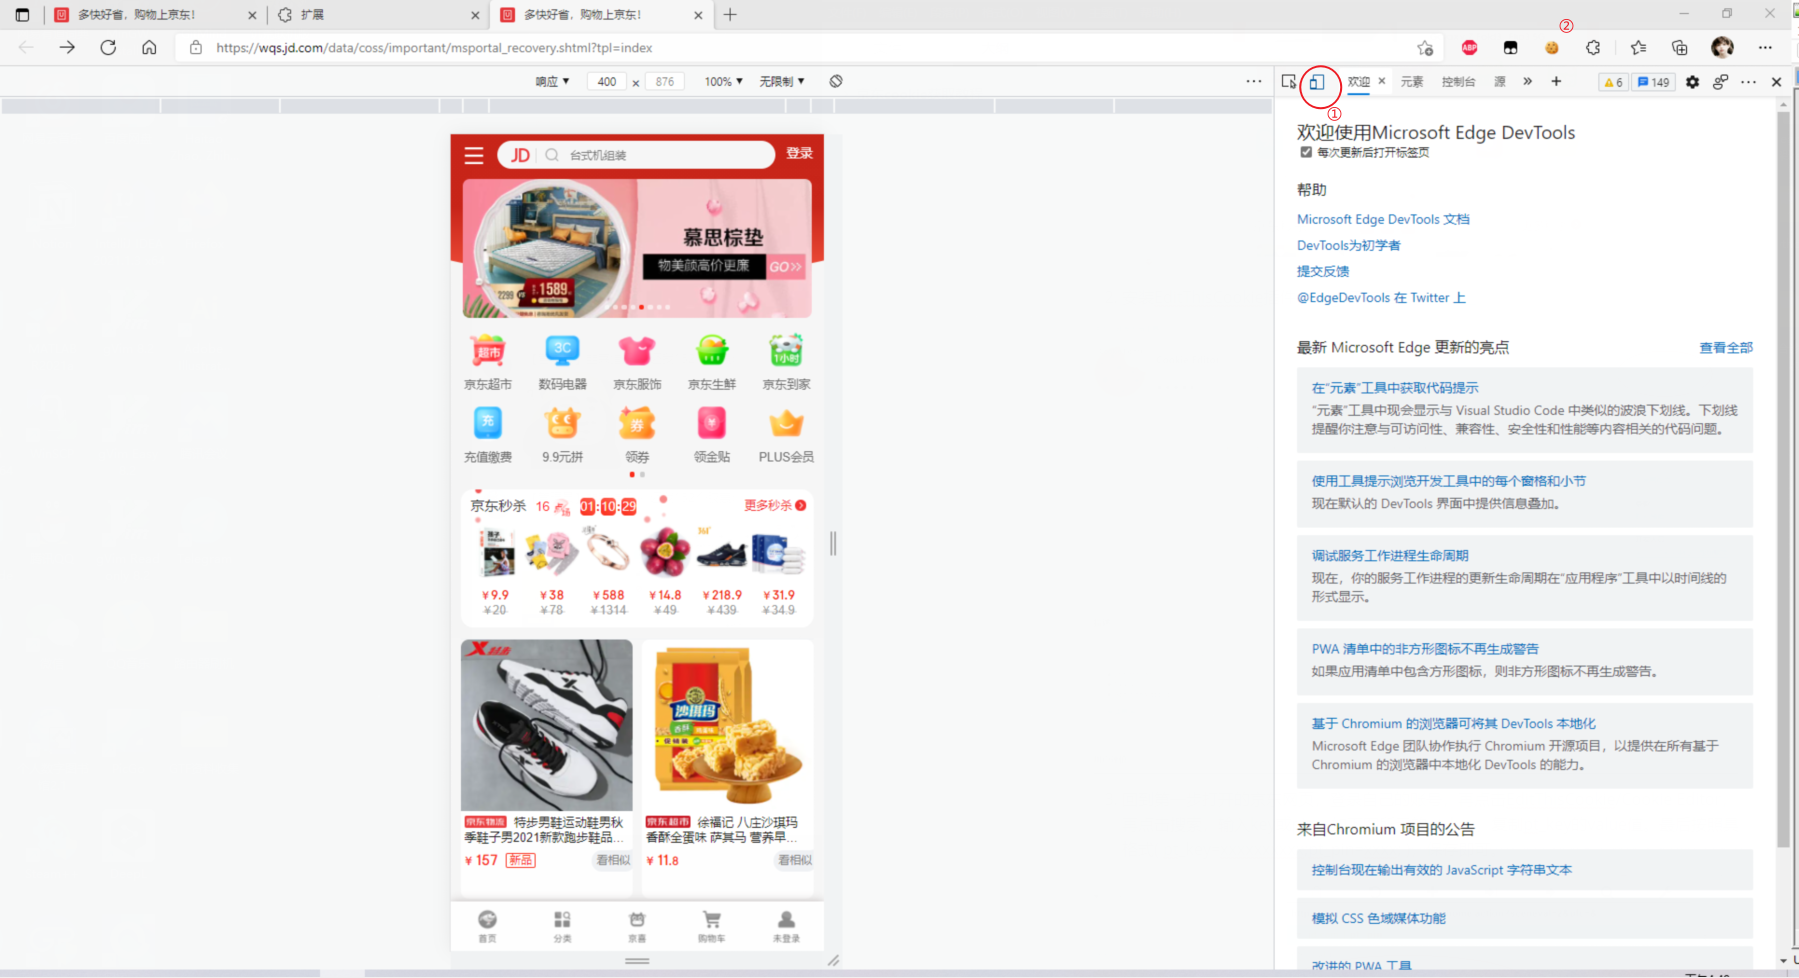 多快好省，购物上京东！
扩展
多快好省，购物上京东！
②
https://wqs.jd.com/data/coss/important/msportal_recovery.shtml?tpl=index
ABP
响应 ▼ 400 × 876 100% ▼ 无限制 ▼
欢迎 元素 控制台 源 » + 6 149
①
JD 台式机组装 登录
慕思棕垫
物美颜高价更廉 GO»
2299 1589
超市 3C 1小时
京东超市 数码电器 京东服饰 京东生鲜 京东到家
充 券 ¥
充值缴费 9.9元拼 领券 领金贴 PLUS会员
京东秒杀 16 点场 01:10:29 更多秒杀
¥9.9 ¥38 ¥588 ¥14.8 ¥218.9 ¥31.9
¥20 ¥78 ¥1314 ¥49 ¥439 ¥34.9
沙琪玛
京东物流 特步男鞋运动鞋男秋
季鞋子男2021新款跑步鞋品...
¥ 157 新品 看相似
京东超市 徐福记 八庄沙琪玛
香酥全蛋味 萨其马 营养早...
¥ 11.8 看相似
首页 分类 京喜 购物车 未登录
欢迎使用Microsoft Edge DevTools
每次更新后打开标签页
帮助
Microsoft Edge DevTools 文档
DevTools为初学者
提交反馈
@EdgeDevTools 在 Twitter 上
最新 Microsoft Edge 更新的亮点 查看全部
在“元素”工具中获取代码提示
“元素”工具中现会显示与 Visual Studio Code 中类似的波浪下划线。下划线
提醒你注意与可访问性、兼容性、安全性和性能等内容相关的代码问题。
使用工具提示浏览开发工具中的每个窗格和小节
现在默认的 DevTools 界面中提供信息叠加。
调试服务工作进程生命周期
现在，你的服务工作进程的更新生命周期在“应用程序”工具中以时间线的
形式显示。
PWA 清单中的非方形图标不再生成警告
如果应用清单中包含方形图标，则非方形图标不再生成警告。
基于 Chromium 的浏览器可将其 DevTools 本地化
Microsoft Edge 团队协作执行 Chromium 开源项目，以提供在所有基于
Chromium 的浏览器中本地化 DevTools 的能力。
来自Chromium 项目的公告
控制台现在输出有效的 JavaScript 字符串文本
模拟 CSS 色域媒体功能
改进的 PWA 工具